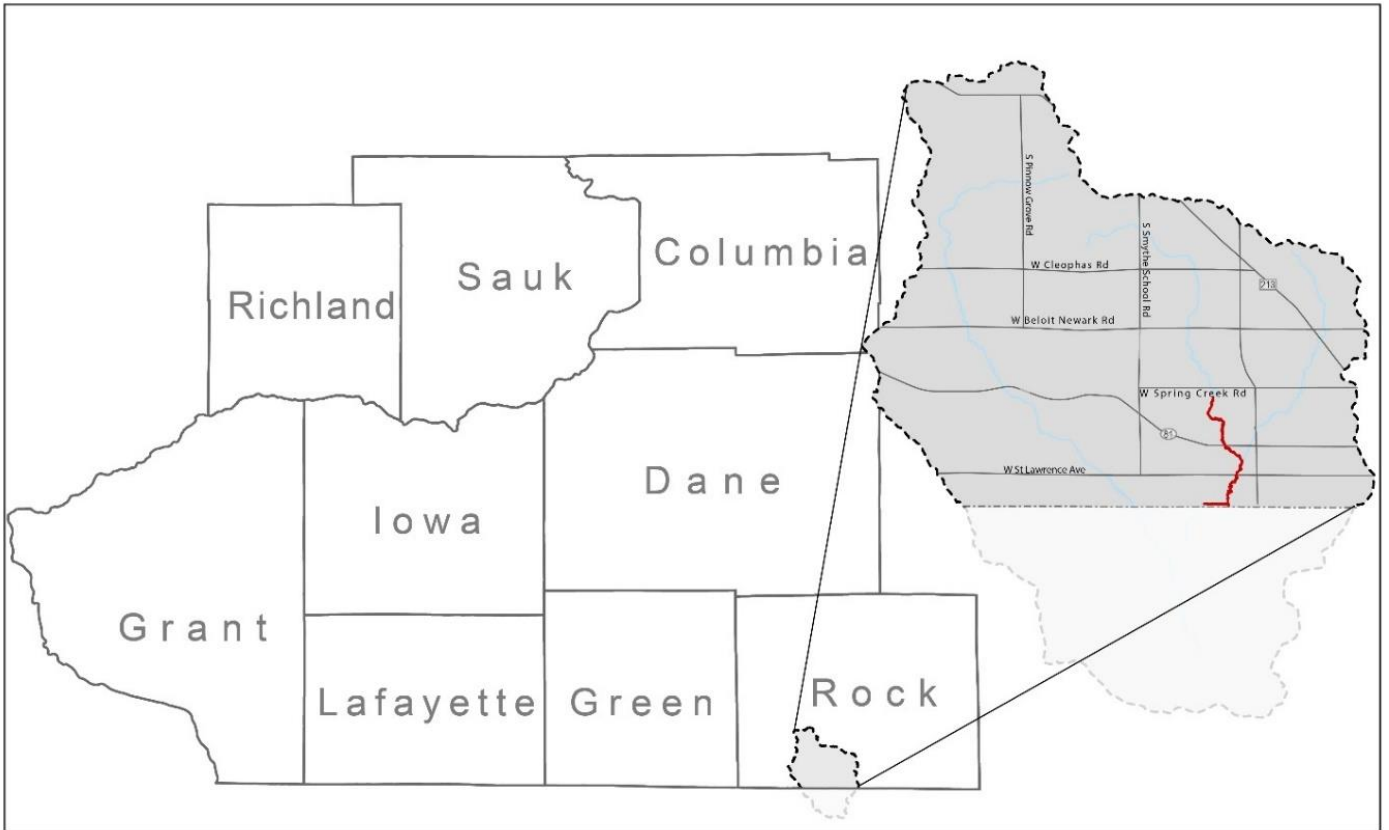 Richland
Sauk
Columbia
Grant
Iowa
Dane
Lafayette
Green
Rock
S Pinnow Grove Rd
S Smythe School Rd
W Cleophas Rd
213
W Beloit Newark Rd
W Spring Creek Rd
81
W St Lawrence Ave